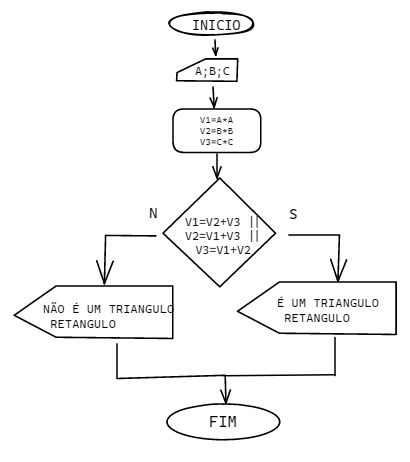 INICIO
A;B;C
V1=A*A
V2=B*B
V3=C*C
N
S
V1=V2+V3 ||
V2=V1+V3 ||
V3=V1+V2
NÃO É UM TRIANGULO
RETANGULO
É UM TRIANGULO
RETANGULO
FIM